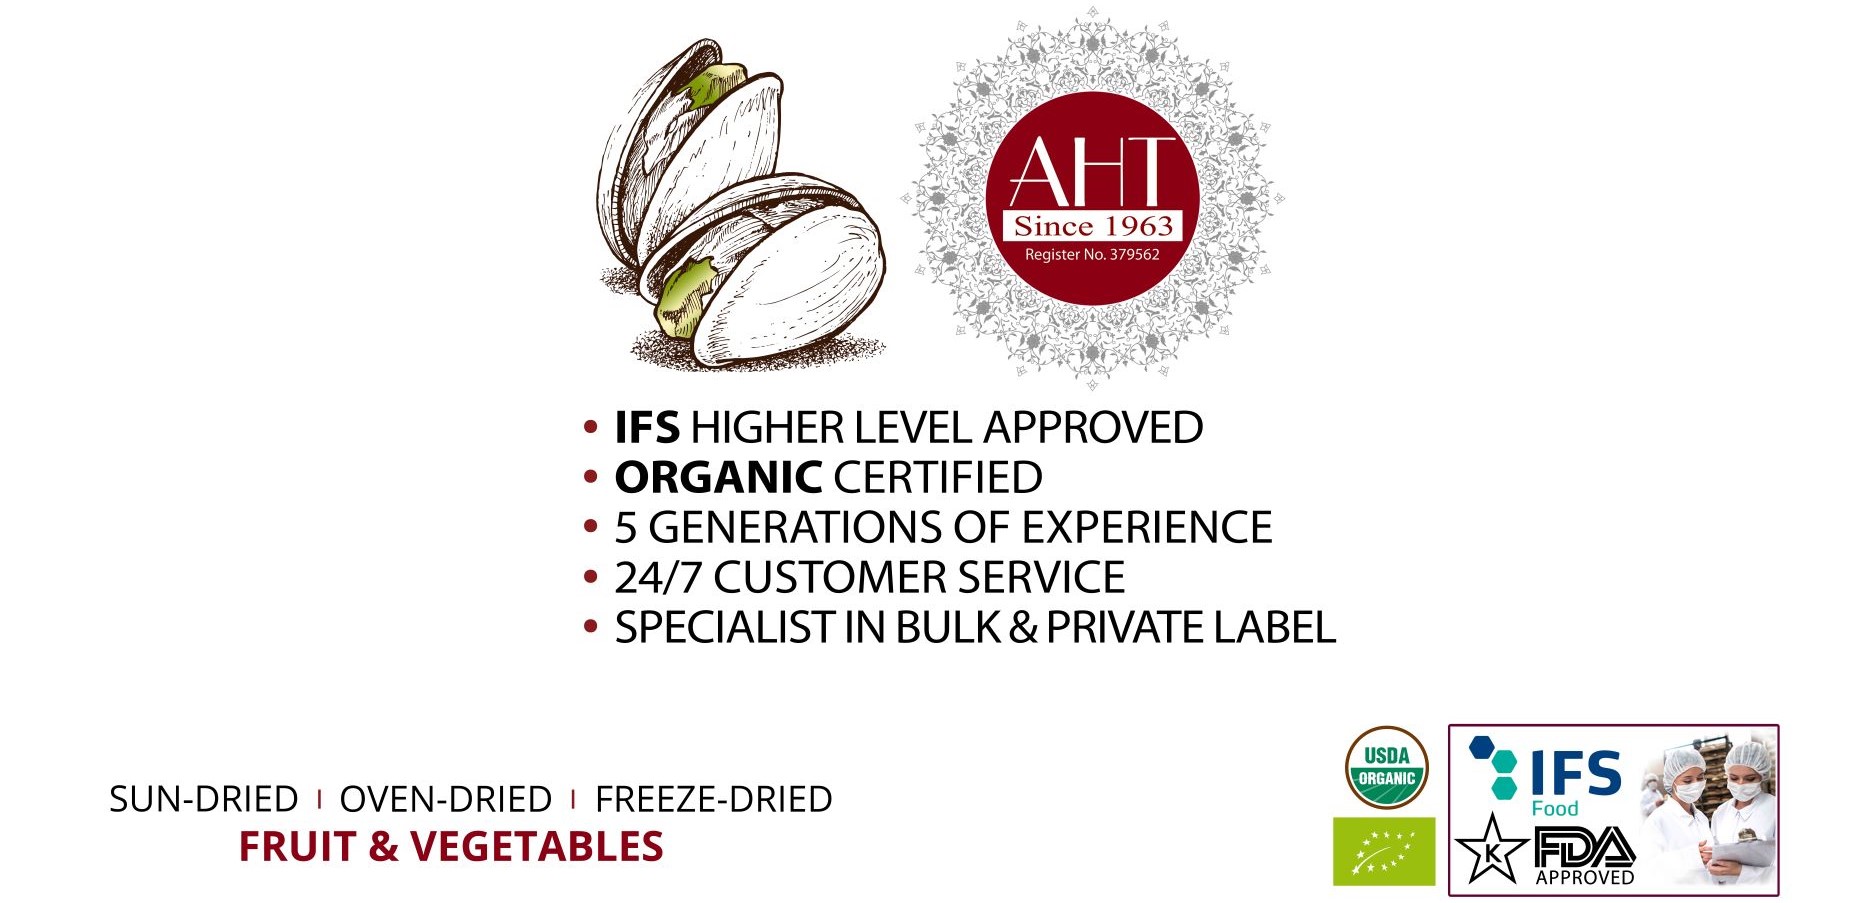 AHT
Since 1963
Register No. 379562
• IFS HIGHER LEVEL APPROVED
• ORGANIC CERTIFIED
• 5 GENERATIONS OF EXPERIENCE
• 24/7 CUSTOMER SERVICE
• SPECIALIST IN BULK & PRIVATE LABEL
SUN-DRIED | OVEN-DRIED | FREEZE-DRIED
FRUIT & VEGETABLES
USDA
ORGANIC
IFS
Food
K
FDA
APPROVED